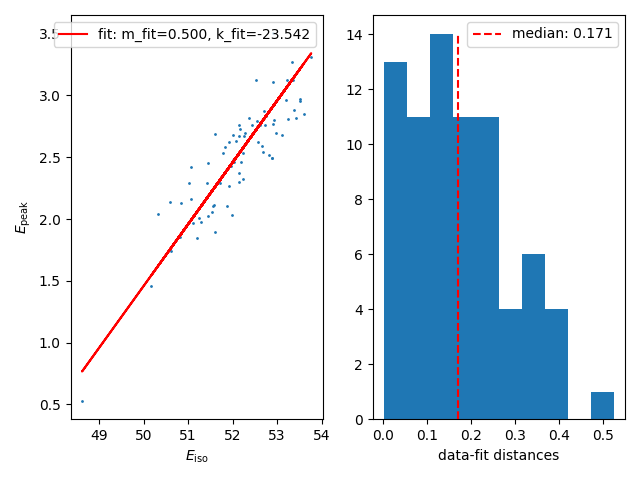 fit: m_fit=0.500, k_fit=-23.542
3.5
3.0
2.5
2.0
1.5
1.0
0.5
E_peak
49 50 51 52 53 54
E_iso
median: 0.171
14
12
10
8
6
4
2
0
0.0 0.1 0.2 0.3 0.4 0.5
data-fit distances